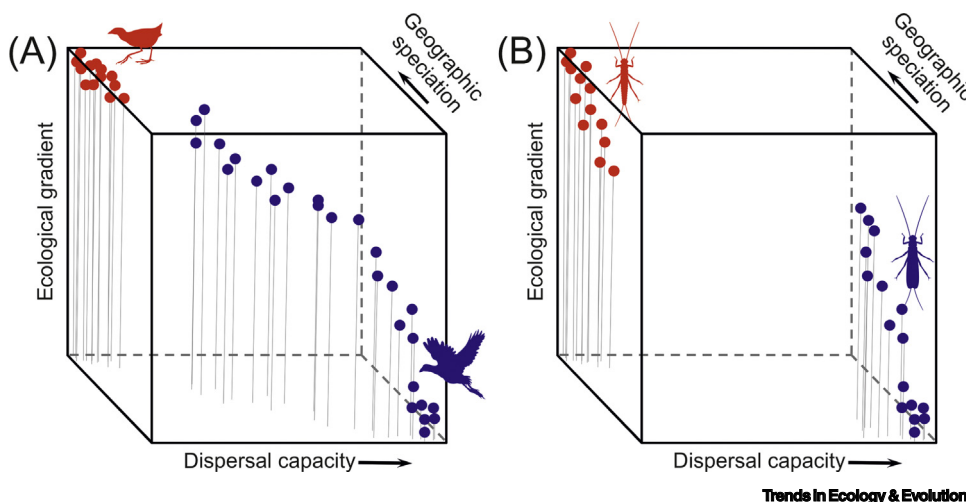 (A)
Geographic
speciation
Ecological gradient
Dispersal capacity
(B)
Geographic
speciation
Ecological gradient
Dispersal capacity
Trends in Ecology & Evolution